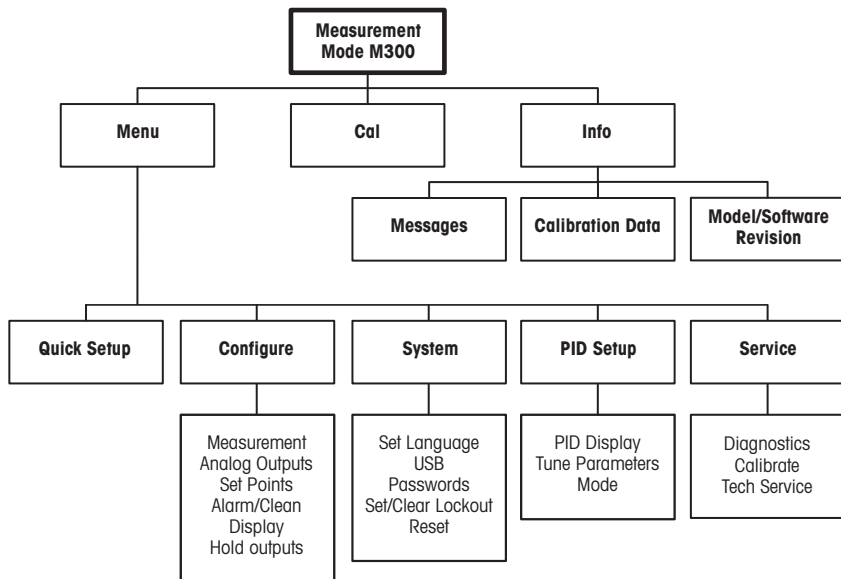 Measurement
Mode M300
Menu
Cal
Info
Messages
Calibration Data
Model/Software
Revision
Quick Setup
Configure
System
PID Setup
Service
Measurement
Analog Outputs
Set Points
Alarm/Clean
Display
Hold outputs
Set Language
USB
Passwords
Set/Clear Lockout
Reset
PID Display
Tune Parameters
Mode
Diagnostics
Calibrate
Tech Service